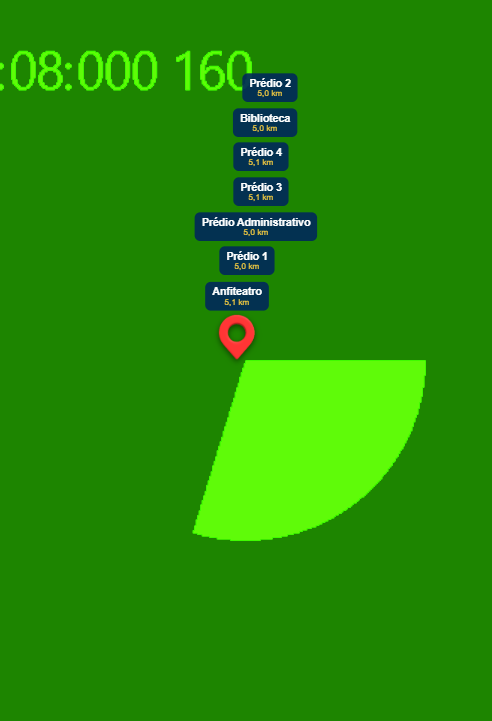 :08:000 160
Prédio 2
5,0 km
Biblioteca
5,0 km
Prédio 4
5,1 km
Prédio 3
5,1 km
Prédio Administrativo
5,0 km
Prédio 1
5,0 km
Anfiteatro
5,1 km